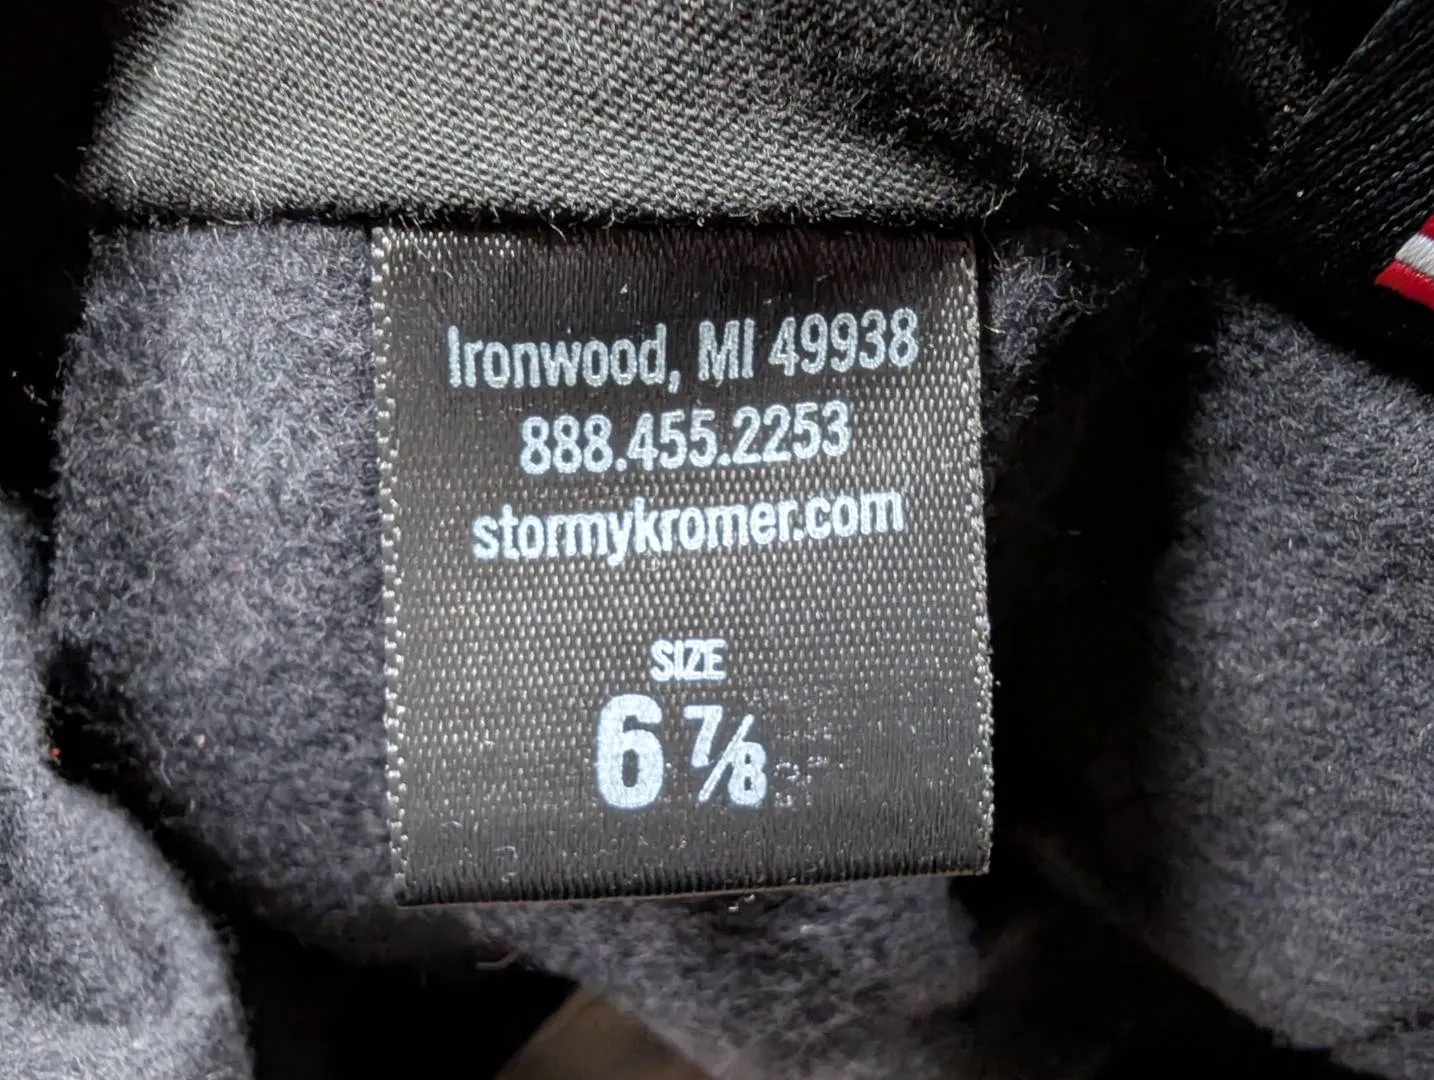 Ironwood, MI 49938
888.455.2253
stormykromer.com
SIZE
6 7/8